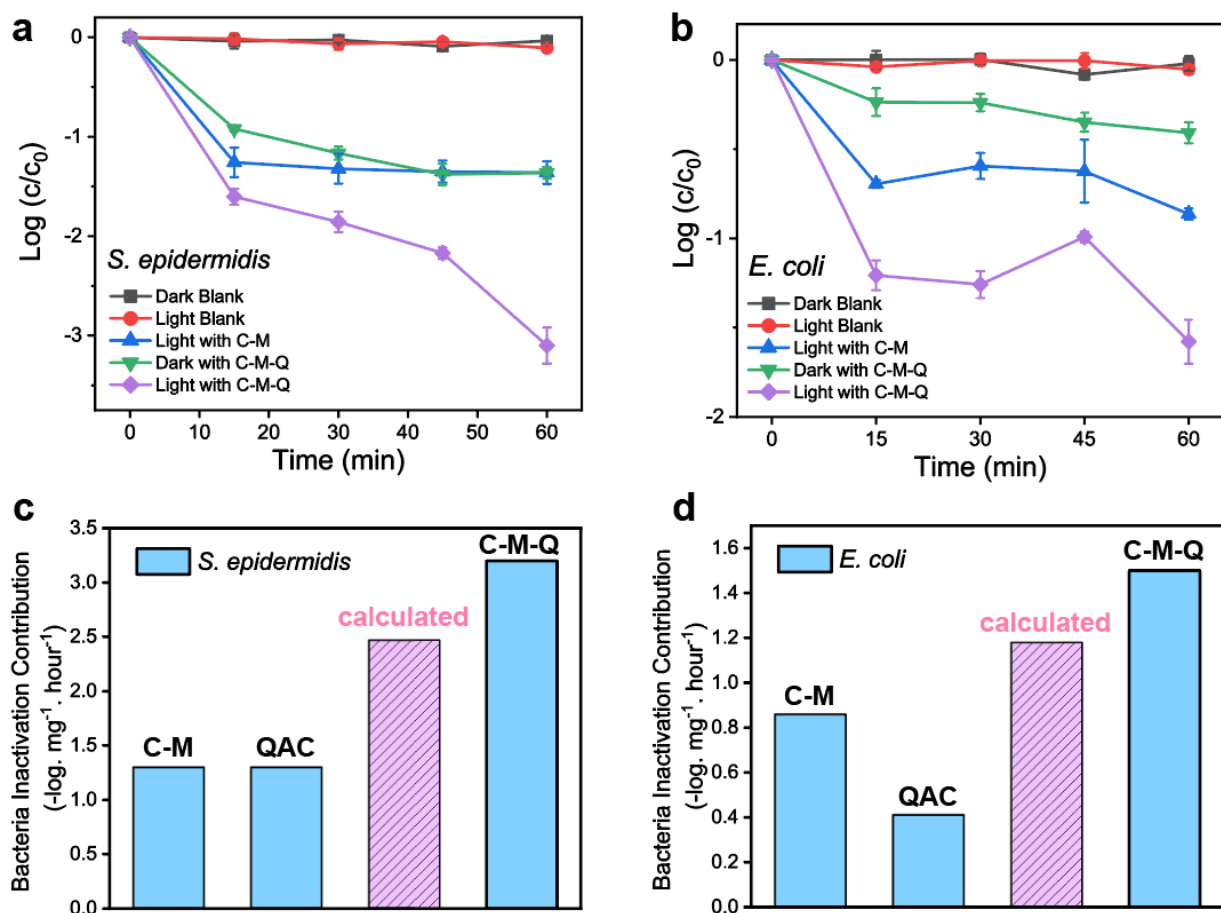 a
0
-1
-2
-3
Log (c/c₀)
S. epidermidis
Dark Blank
Light Blank
Light with C-M
Dark with C-M-Q
Light with C-M-Q
0 10 20 30 40 50 60
Time (min)
b
0
-1
-2
Log (c/c₀)
E. coli
Dark Blank
Light Blank
Light with C-M
Dark with C-M-Q
Light with C-M-Q
0 15 30 45 60
Time (min)
c
3.5
3.0
2.5
2.0
1.5
1.0
0.5
0.0
Bacteria Inactivation Contribution
(-log. mg⁻¹. hour⁻¹)
S. epidermidis
C-M
QAC
calculated
C-M-Q
d
1.6
1.4
1.2
1.0
0.8
0.6
0.4
0.2
0.0
Bacteria Inactivation Contribution
(-log. mg⁻¹. hour⁻¹)
E. coli
C-M
QAC
calculated
C-M-Q